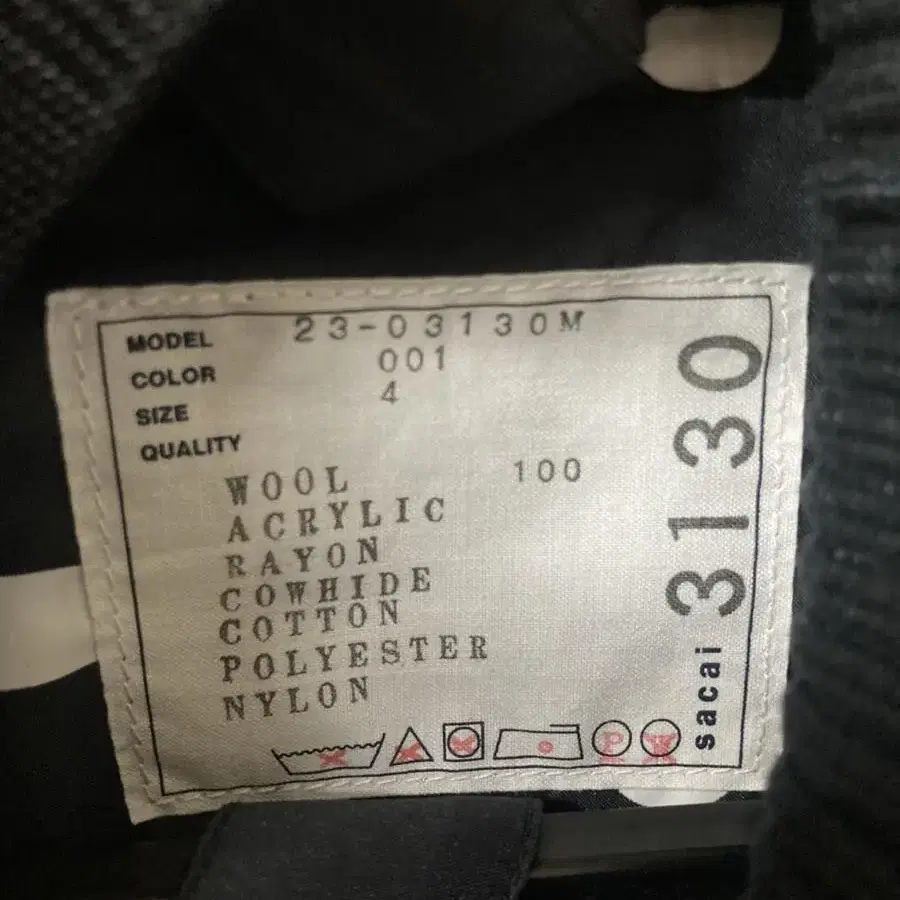 MODEL 23-03130M
COLOR 001
SIZE 4
QUALITY
WOOL 100
ACRYLIC
RAYON
COWHIDE
COTTON
POLYESTER
NYLON
P
sacai 3130